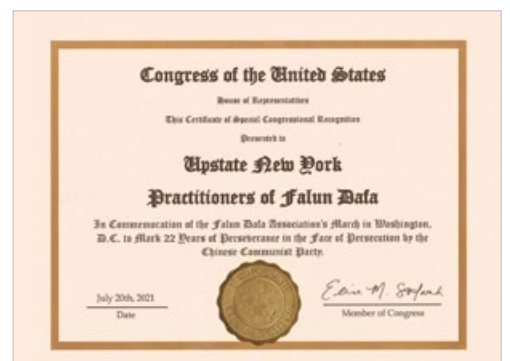 Congress of the United States
House of Representatives
This Certificate of Special Congressional Recognition
Presented to
Upstate New York
Practitioners of Falun Dafa
In Commemoration of the Falun Dafa Association's March in Washington,
D.C. to Mark 22 Years of Perseverance in the Face of Persecution by the
Chinese Communist Party.
July 20th, 2021
Date
Elise M.
Member of Congress